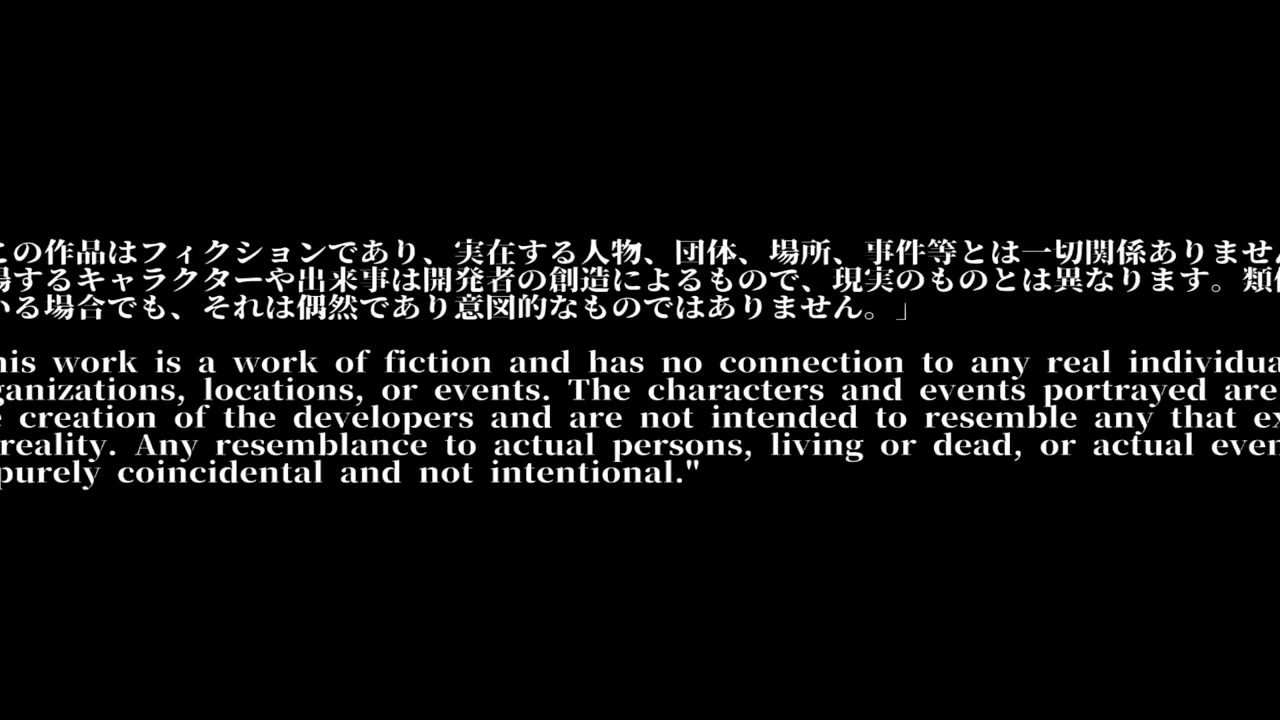 の作品はフィクションであり、実在する人物、団体、場所、事件等とは一切関係ありませ
するキャラクターや出来事は開発者の創造によるもので、現実のものとは異なります。類
いる場合でも、それは偶然であり意図的なものではありません。」
his work is a work of fiction and has no connection to any real individua
ganizations, locations, or events. The characters and events portrayed are
creation of the developers and are not intended to resemble any that ex
reality. Any resemblance to actual persons, living or dead, or actual even
purely coincidental and not intentional."